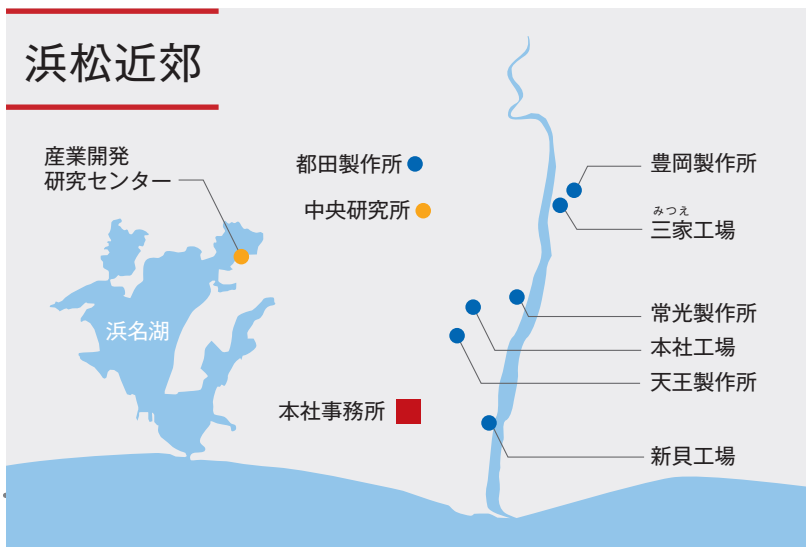 浜松近郊
産業開発
研究センター
都田製作所
中央研究所
浜名湖
本社事務所
豊岡製作所
みつえ
三家工場
常光製作所
本社工場
天王製作所
新貝工場